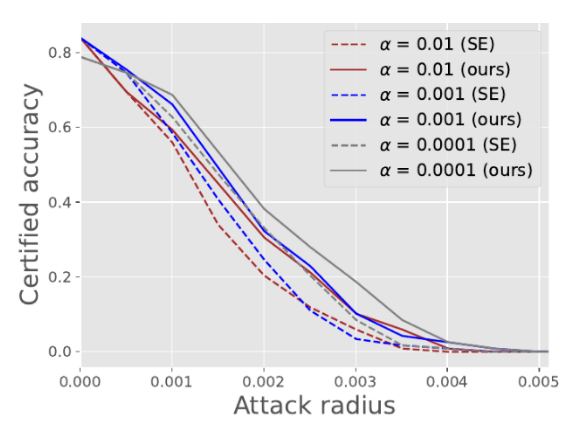 α = 0.01 (SE)
α = 0.01 (ours)
α = 0.001 (SE)
α = 0.001 (ours)
α = 0.0001 (SE)
α = 0.0001 (ours)
Certified accuracy
0.8
0.6
0.4
0.2
0.0
0.000 0.001 0.002 0.003 0.004 0.005
Attack radius